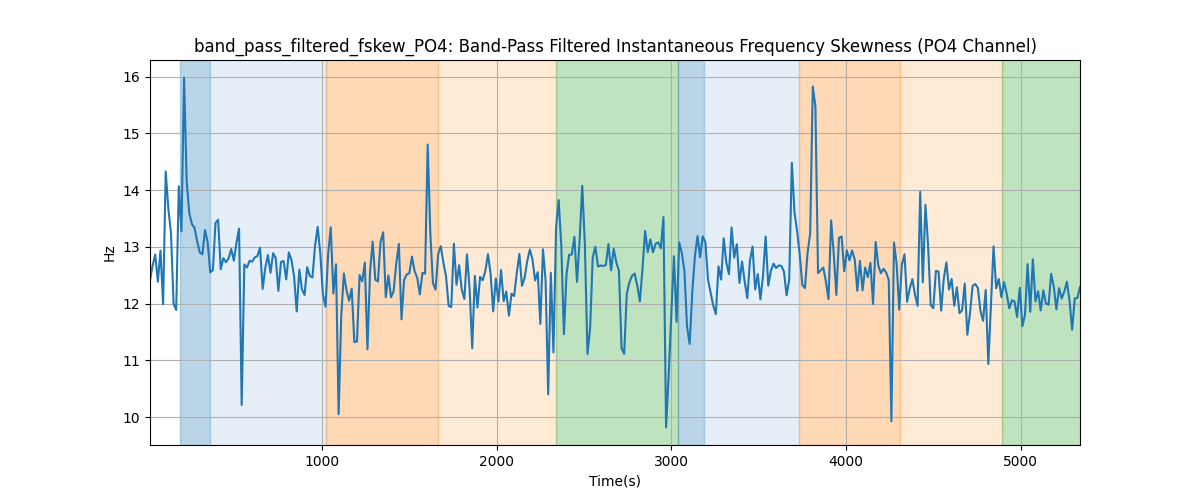 band_pass_filtered_fskew_PO4: Band-Pass Filtered Instantaneous Frequency Skewness (PO4 Channel)
16
15
14
13
12
11
10
Hz
1000 2000 3000 4000 5000
Time(s)